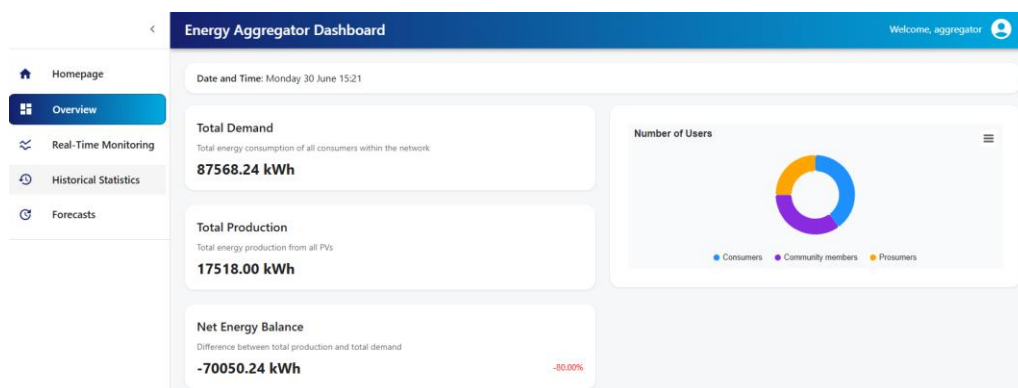 Energy Aggregator Dashboard
Welcome, aggregator
Homepage
Overview
Real-Time Monitoring
Historical Statistics
Forecasts
Date and Time: Monday 30 June 15:21
Total Demand
Total energy consumption of all consumers within the network
87568.24 kWh
Total Production
Total energy production from all PVs
17518.00 kWh
Net Energy Balance
Difference between total production and total demand
-70050.24 kWh
-80.00%
Number of Users
Consumers Community members Prosumers